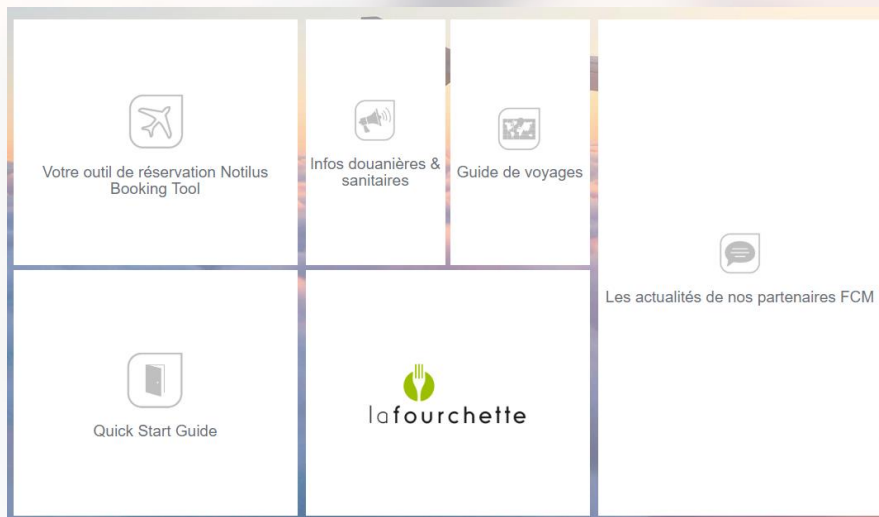 Votre outil de réservation Notilus
Booking Tool
Infos douanières &
sanitaires
Guide de voyages
Les actualités de nos partenaires FCM
Quick Start Guide
lafourchette